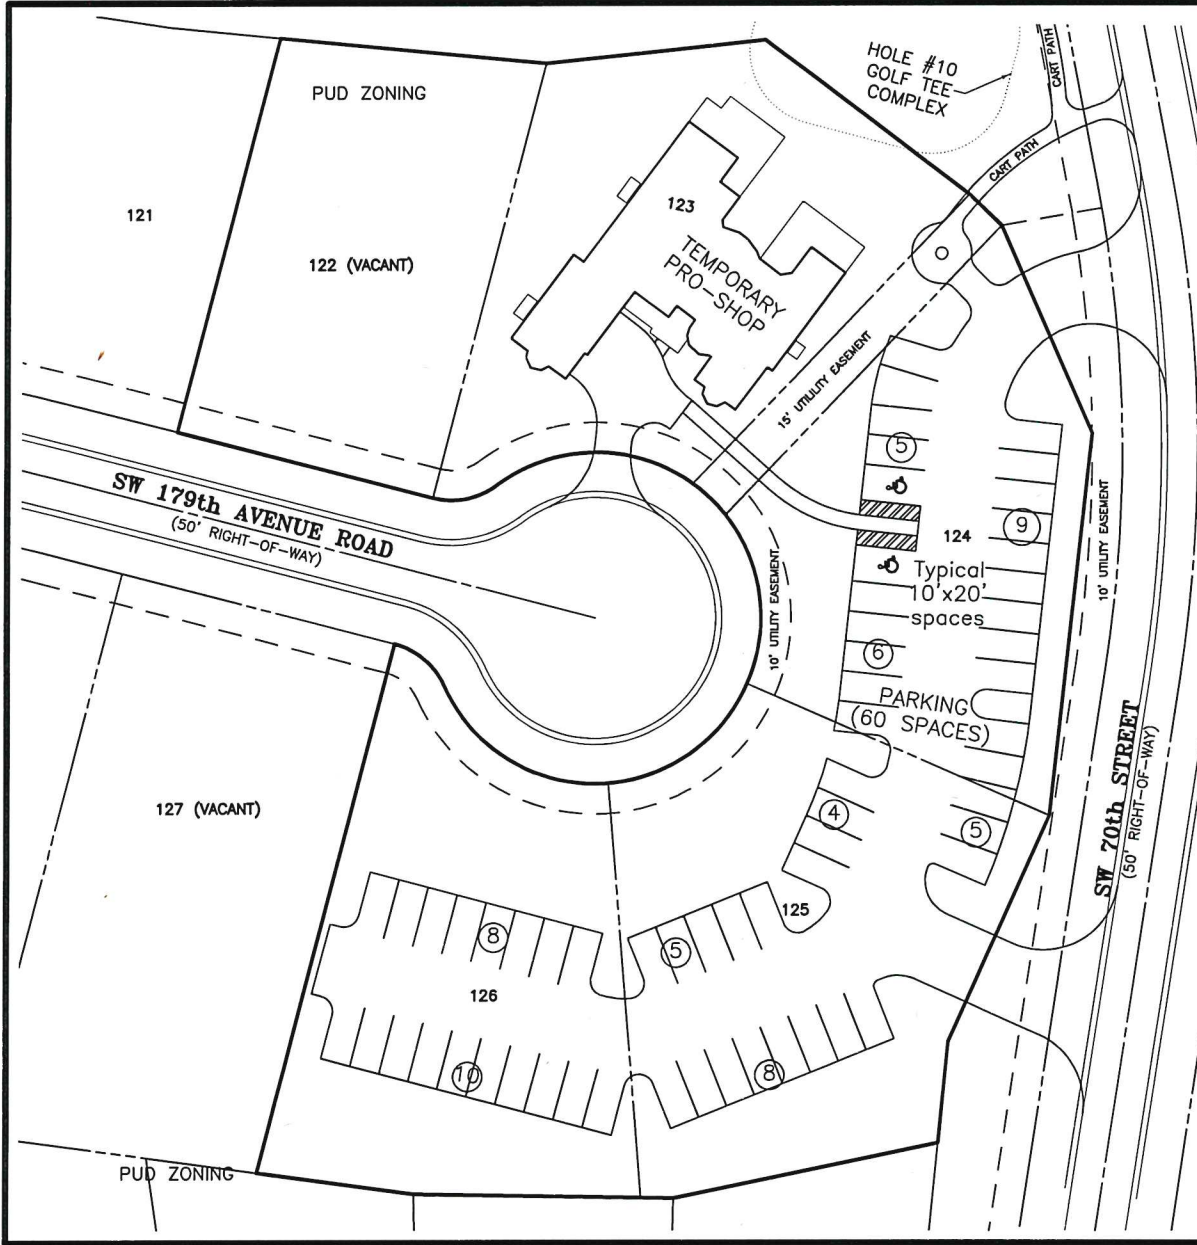 HOLE #10
GOLF TEE
COMPLEX
CART PATH
PUD ZONING
CART PATH
121
123
122 (VACANT)
TEMPORARY
PRO-SHOP
15' UTILIUTY EASEMENT
5
SW 179th AVENUE ROAD
(50' RIGHT-OF-WAY)
9
124
10' UTILITY EASEMENT
Typical
10'x20'
spaces
10' UTILITY EASEMENT
6
PARKING
(60 SPACES)
SW 70th STREET
(50' RIGHT-OF-WAY)
127 (VACANT)
4
5
125
8
5
126
10
8
PUD ZONING